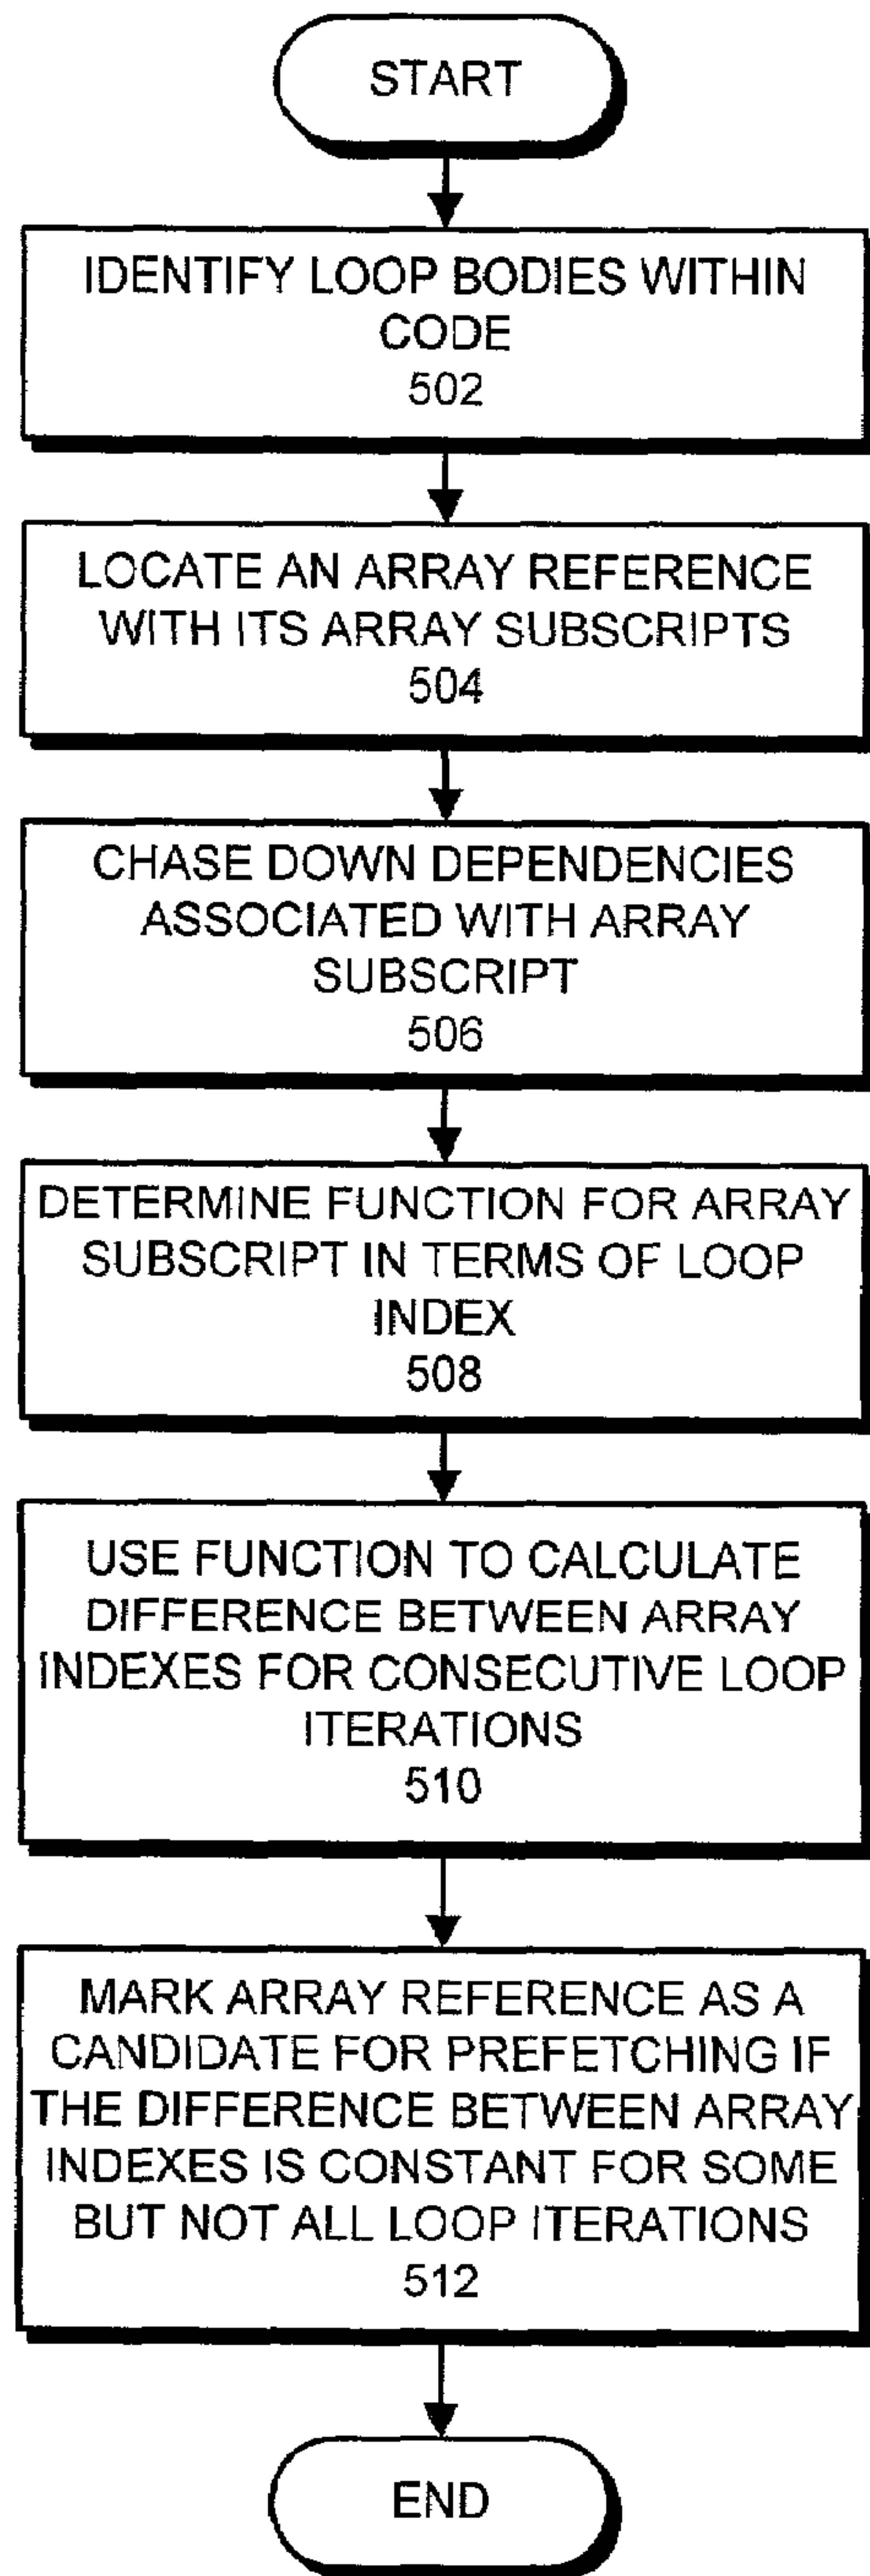 START
IDENTIFY LOOP BODIES WITHIN
CODE
502
LOCATE AN ARRAY REFERENCE
WITH ITS ARRAY SUBSCRIPTS
504
CHASE DOWN DEPENDENCIES
ASSOCIATED WITH ARRAY
SUBSCRIPT
506
DETERMINE FUNCTION FOR ARRAY
SUBSCRIPT IN TERMS OF LOOP
INDEX
508
USE FUNCTION TO CALCULATE
DIFFERENCE BETWEEN ARRAY
INDEXES FOR CONSECUTIVE LOOP
ITERATIONS
510
MARK ARRAY REFERENCE AS A
CANDIDATE FOR PREFETCHING IF
THE DIFFERENCE BETWEEN ARRAY
INDEXES IS CONSTANT FOR SOME
BUT NOT ALL LOOP ITERATIONS
512
END